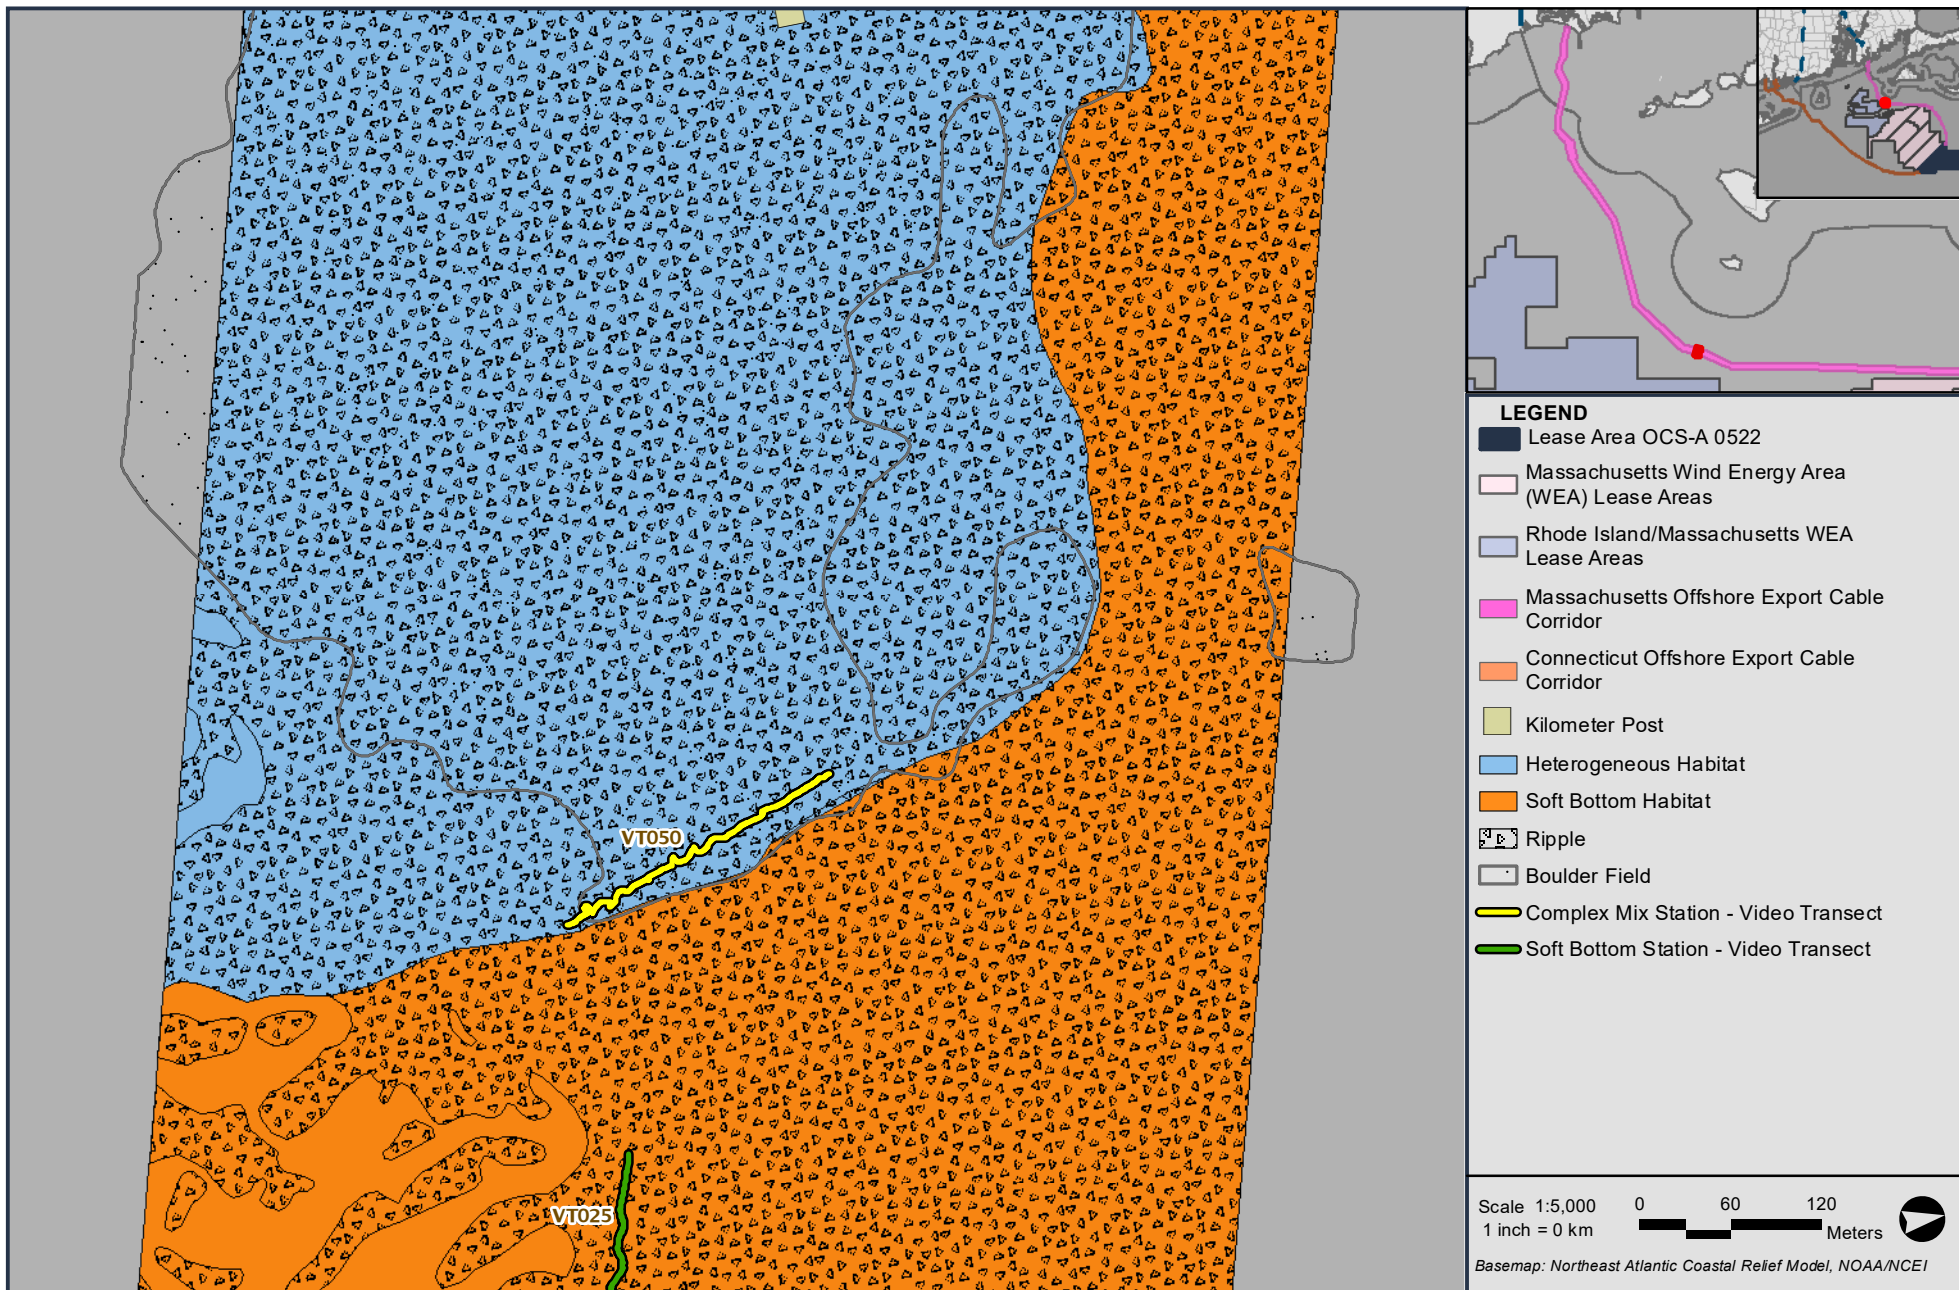 VT050
VT025
LEGEND
Lease Area OCS-A 0522
Massachusetts Wind Energy Area
(WEA) Lease Areas
Rhode Island/Massachusetts WEA
Lease Areas
Massachusetts Offshore Export Cable
Corridor
Connecticut Offshore Export Cable
Corridor
Kilometer Post
Heterogeneous Habitat
Soft Bottom Habitat
Ripple
Boulder Field
Complex Mix Station - Video Transect
Soft Bottom Station - Video Transect
Scale 1:5,000
1 inch = 0 km
0 60 120
Meters
Basemap: Northeast Atlantic Coastal Relief Model, NOAA/NCEI